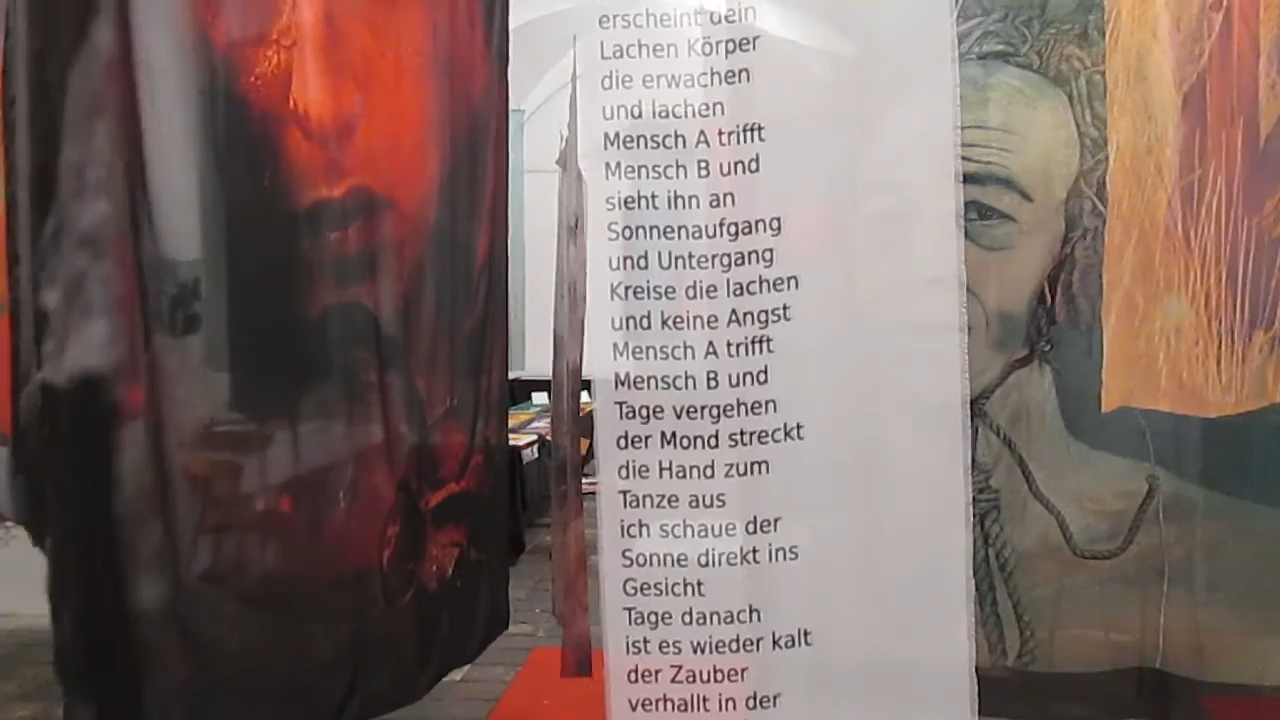 erscheint dein
Lachen Körper
die erwachen
und lachen
Mensch A trifft
Mensch B und
sieht ihn an
Sonnenaufgang
und Untergang
Kreise die lachen
und keine Angst
Mensch A trifft
Mensch B und
Tage vergehen
der Mond streckt
die Hand zum
Tanze aus
ich schaue der
Sonne direkt ins
Gesicht
Tage danach
ist es wieder kalt
der Zauber
verhallt in der